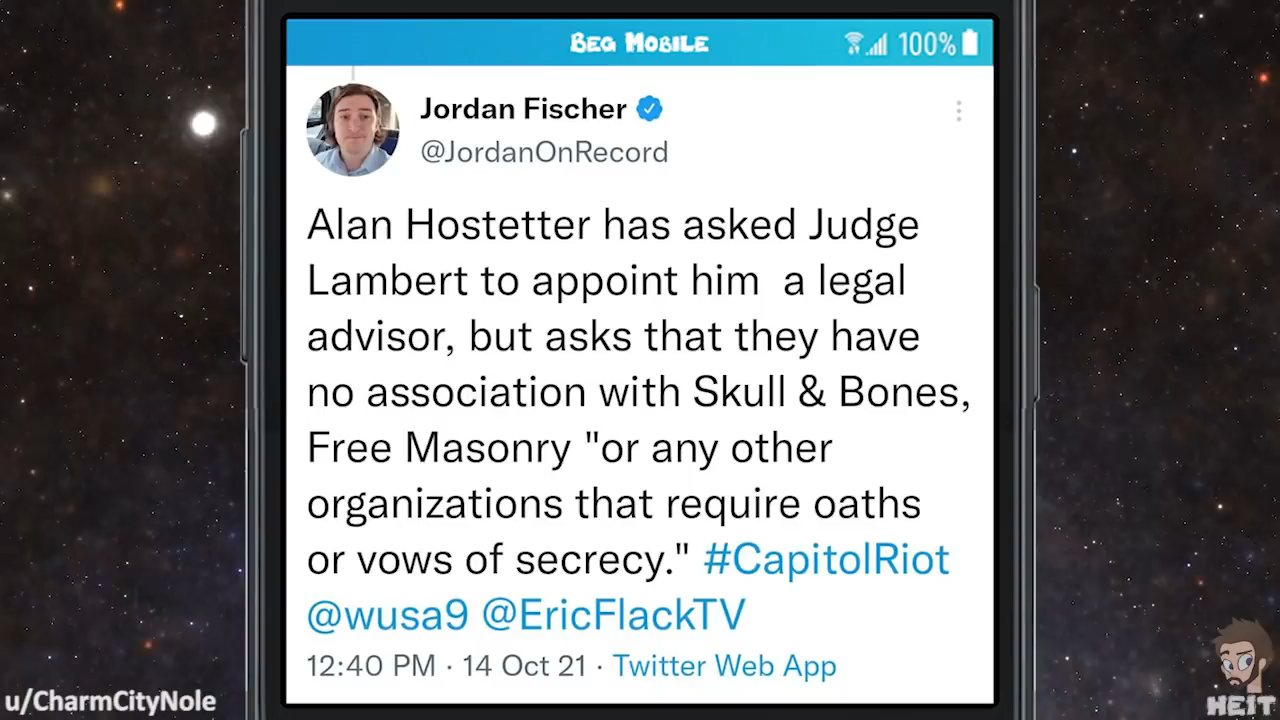 BEG MOBILE
100%
Jordan Fischer
@JordanOnRecord
Alan Hostetter has asked Judge
Lambert to appoint him  a legal
advisor, but asks that they have
no association with Skull & Bones,
Free Masonry "or any other
organizations that require oaths
or vows of secrecy." #CapitolRiot
@wusa9 @EricFlackTV
12:40 PM · 14 Oct 21 · Twitter Web App
u/CharmCityNole
HEIT